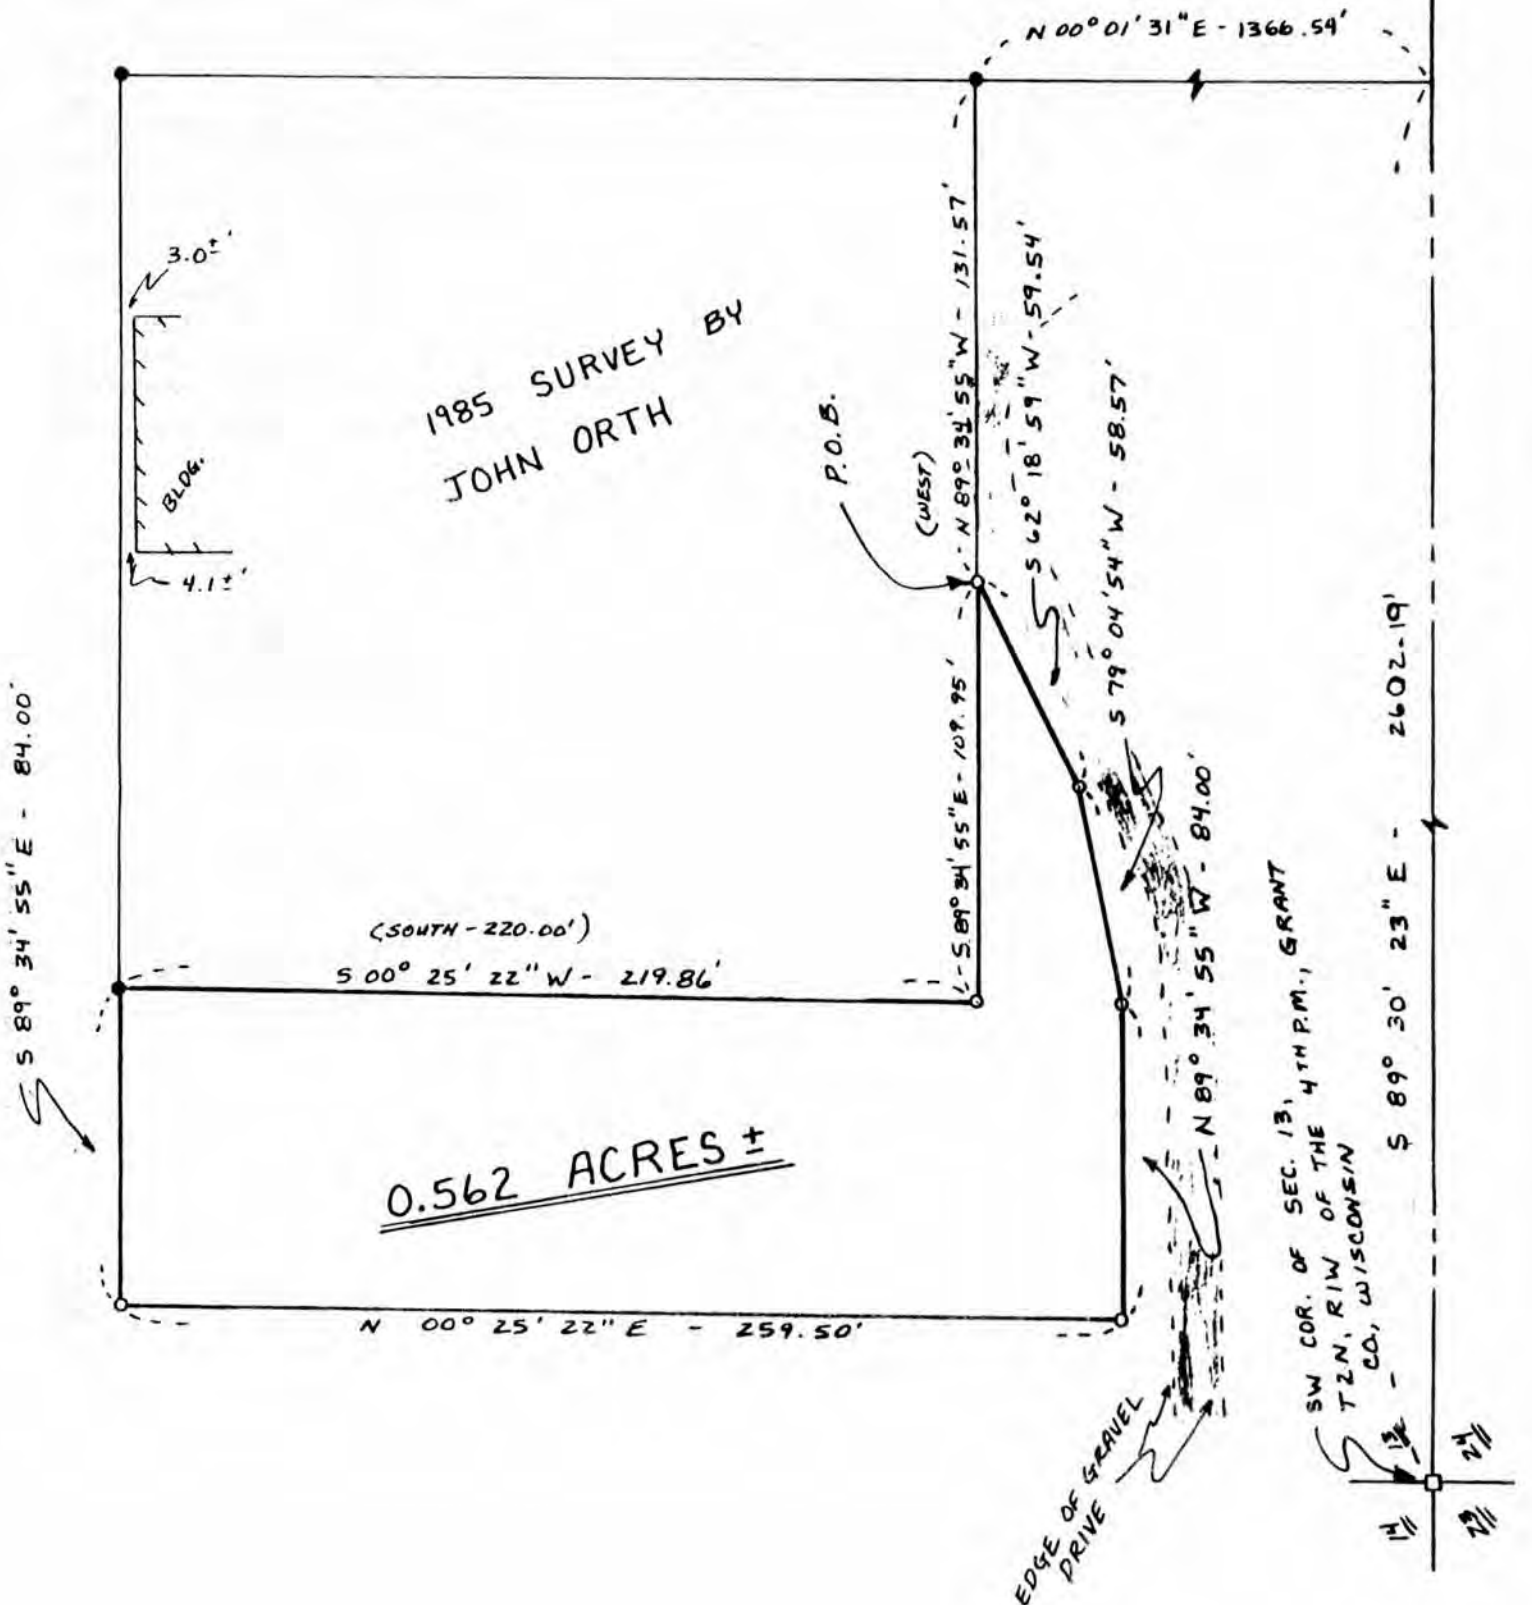 N 00° 01' 31" E - 1366.54'
3.0±'
BLDG.
4.1±'
1985 SURVEY BY
JOHN ORTH
P.O.B.
(WEST)
N 89° 34' 55" W - 131.57'
S 62° 18' 59" W - 59.54'
S 79° 04' 54" W - 58.57'
S 89° 34' 55" E - 109.95'
S 89° 34' 55" E - 84.00'
(SOUTH - 220.00')
S 00° 25' 22" W - 219.86'
0.562 ACRES ±
N 00° 25' 22" E - 259.50'
N 89° 34' 55" W - 84.00'
EDGE OF GRAVEL
DRIVE
SW COR. OF SEC. 13,
T2N, R1W OF THE 4TH P.M., GRANT
CO., WISCONSIN
S 89° 30' 23" E - 2602.19'
13
24
14
23